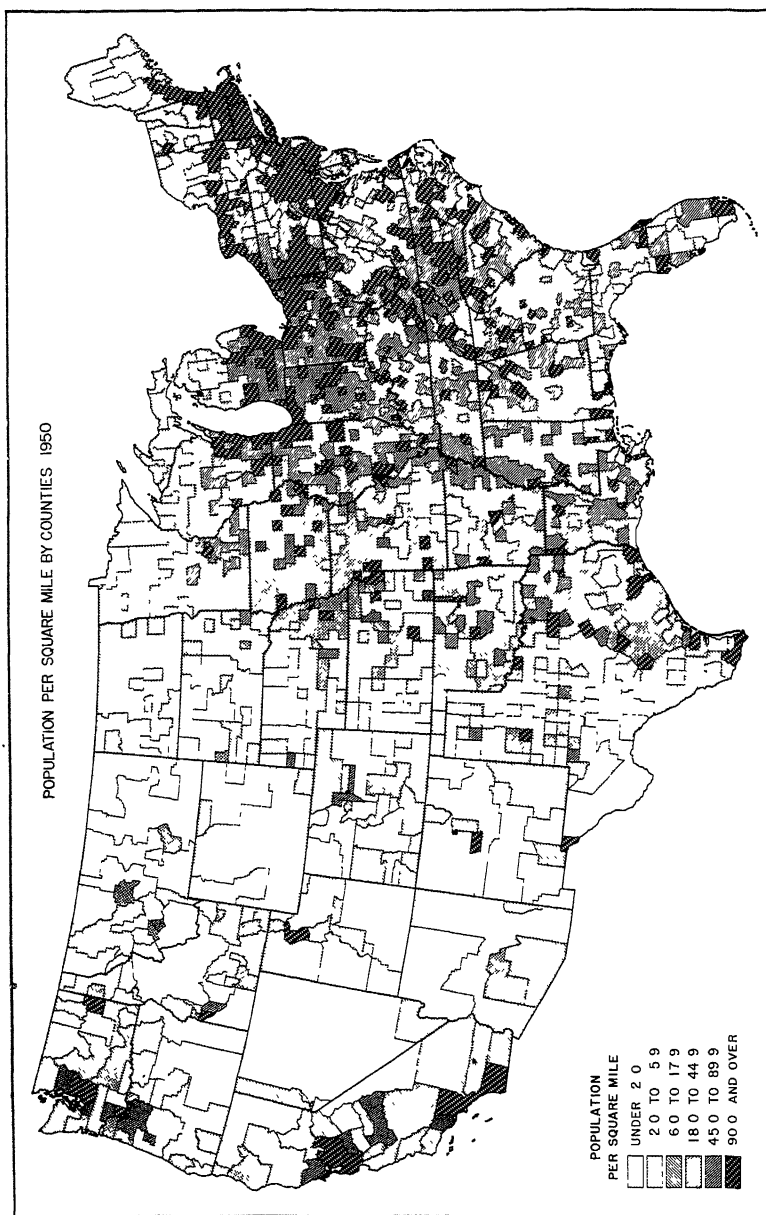 POPULATION PER SQUARE MILE BY COUNTIES 1950
POPULATION
PER SQUARE MILE
UNDER 2 0
2 0 TO 5 9
6 0 TO 17 9
18 0 TO 44 9
45 0 TO 89 9
90 0 AND OVER